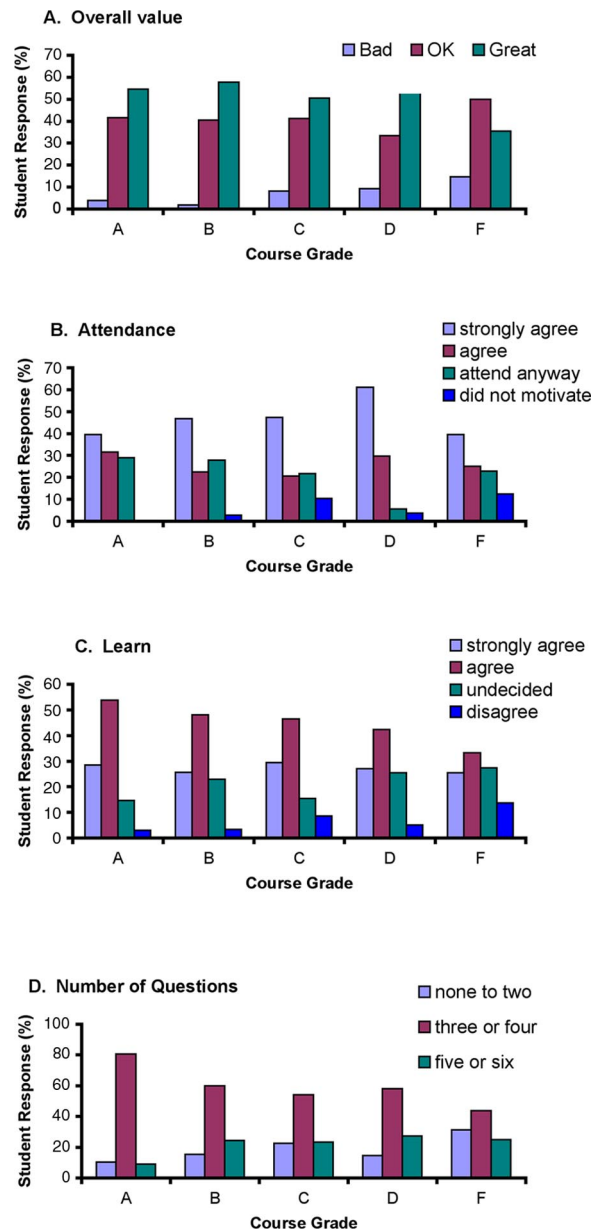 A. Overall value
Bad OK Great
Student Response (%)
70
60
50
40
30
20
10
0
A B C D F
Course Grade
B. Attendance
strongly agree
agree
attend anyway
did not motivate
Student Response (%)
70
60
50
40
30
20
10
0
A B C D F
Course Grade
C. Learn
strongly agree
agree
undecided
disagree
Student Response (%)
60
50
40
30
20
10
0
A B C D F
Course Grade
D. Number of Questions
none to two
three or four
five or six
Student Response (%)
100
80
60
40
20
0
A B C D F
Course Grade